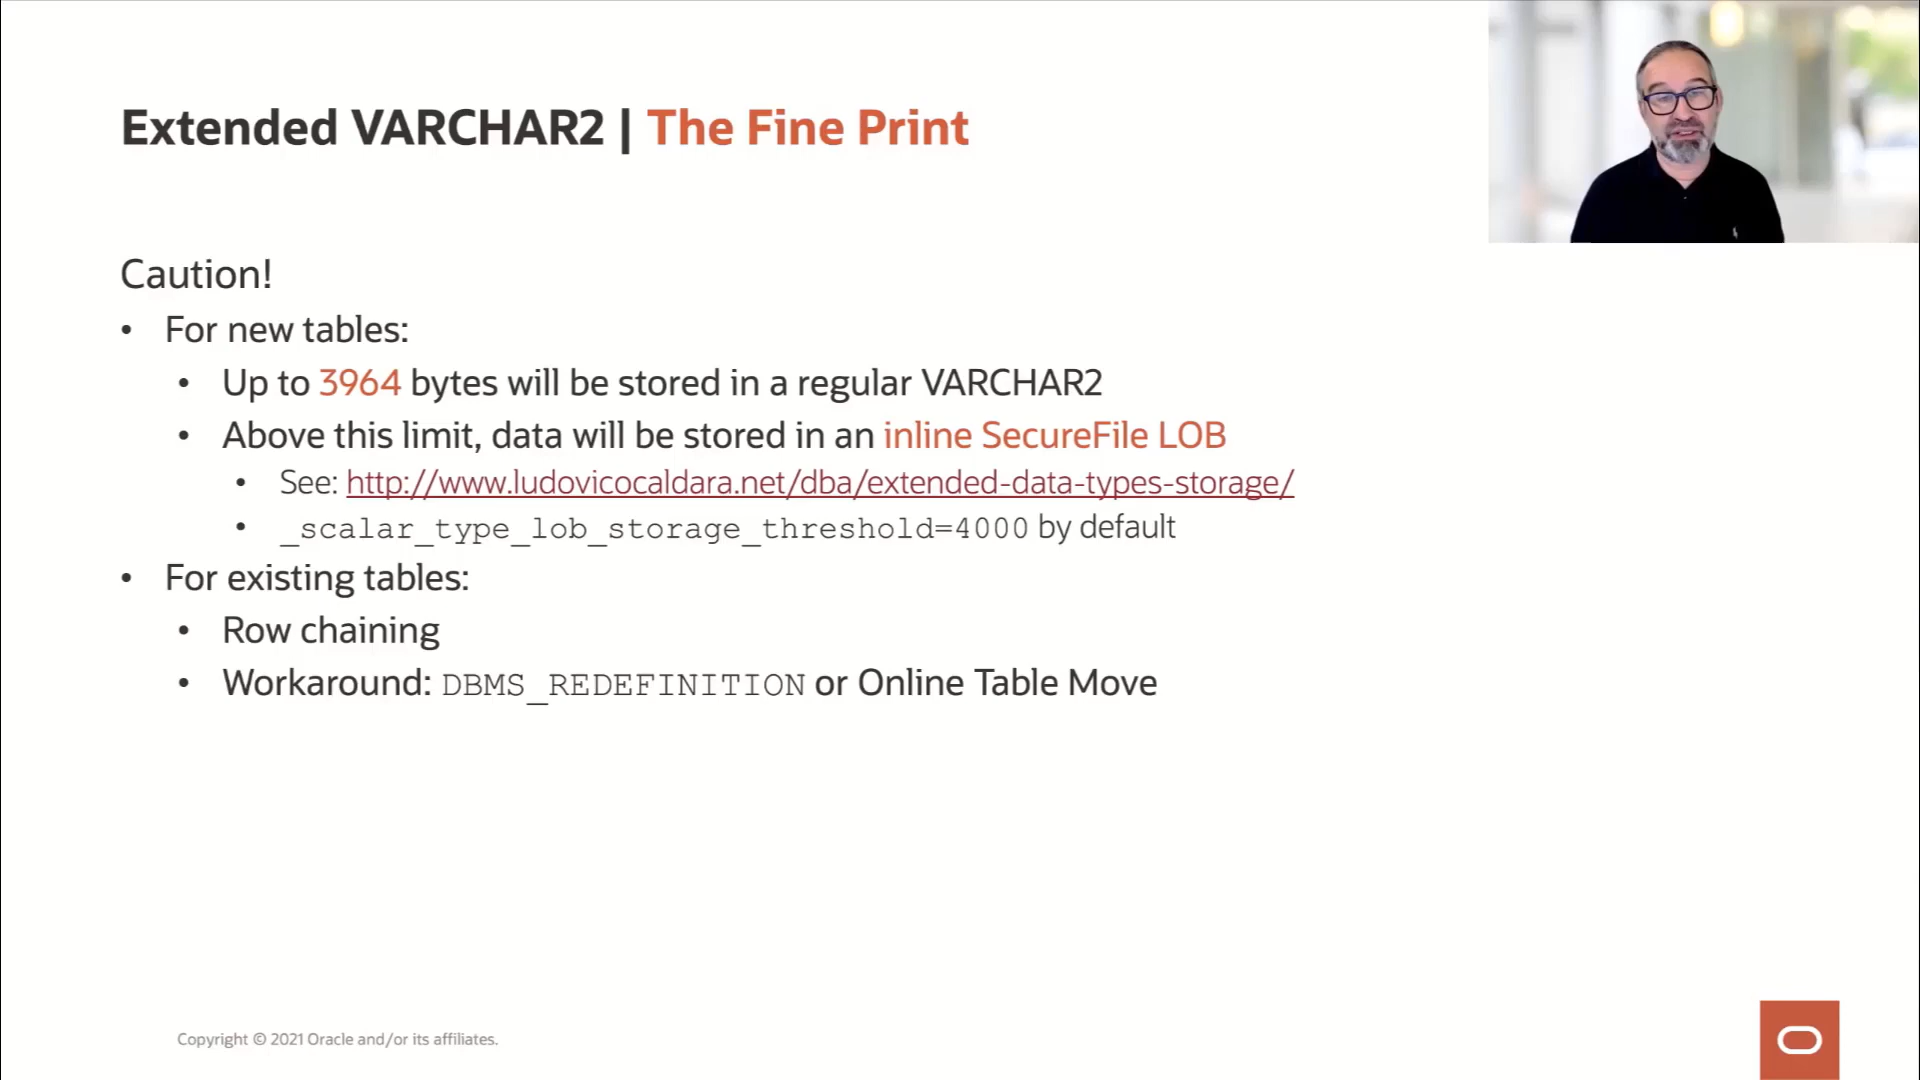 Extended VARCHAR2 | The Fine Print
Caution!
• For new tables:
• Up to 3964 bytes will be stored in a regular VARCHAR2
• Above this limit, data will be stored in an inline SecureFile LOB
• See: http://www.ludovicocaldara.net/dba/extended-data-types-storage/
• _scalar_type_lob_storage_threshold=4000 by default
• For existing tables:
• Row chaining
• Workaround: DBMS_REDEFINITION or Online Table Move
Copyright © 2021 Oracle and/or its affiliates.